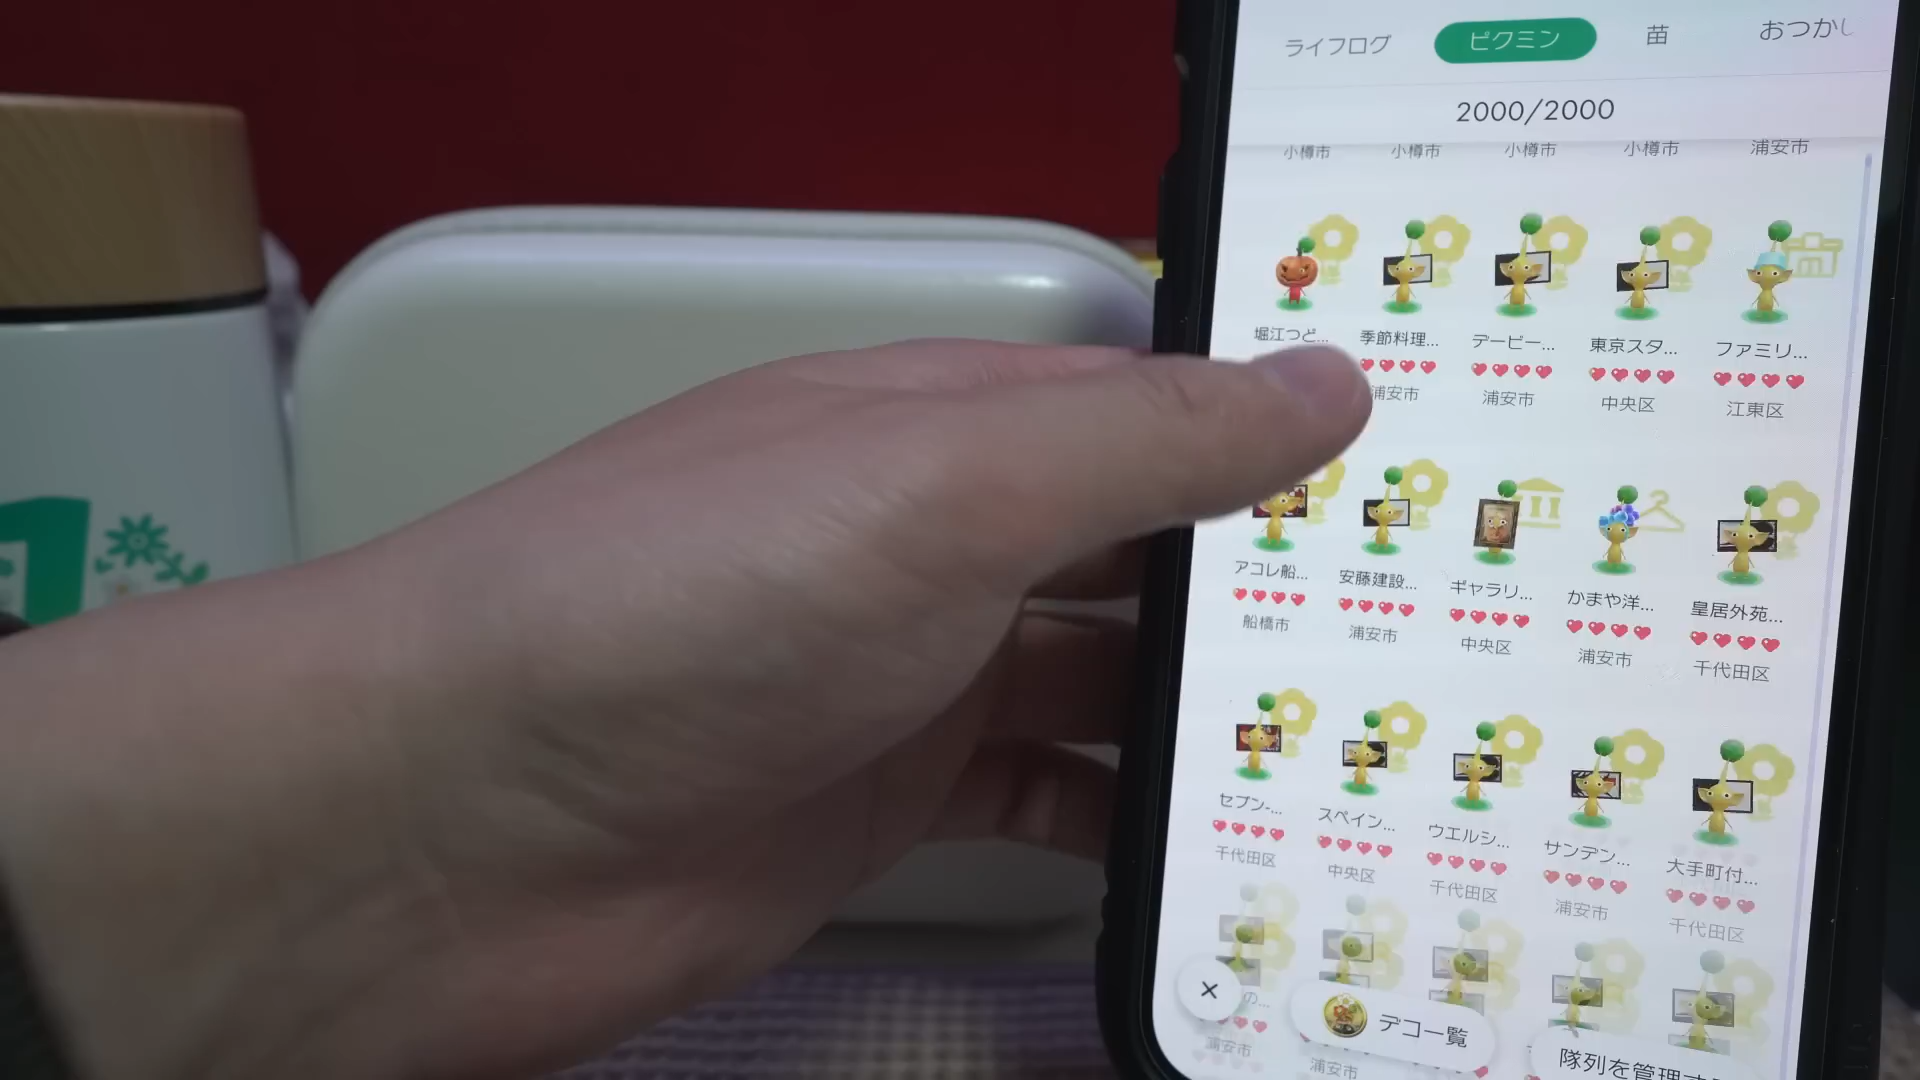 ライフログ ピクミン 苗 おつかい
2000/2000
小樽市 小樽市 小樽市 小樽市 浦安市
堀江つど... 季節料理... デービー... 東京スタ... ファミリ...
浦安市 浦安市 中央区 江東区
アコレ船... 安藤建設... ギャラリ... かまや洋... 皇居外苑...
船橋市 浦安市 中央区 浦安市 千代田区
セブン-... スペイン... ウエルシ... サンデン... 大手町付...
千代田区 中央区 千代田区 浦安市 千代田区
の...
浦安市 浦安市
× デコ一覧 隊列を管理す